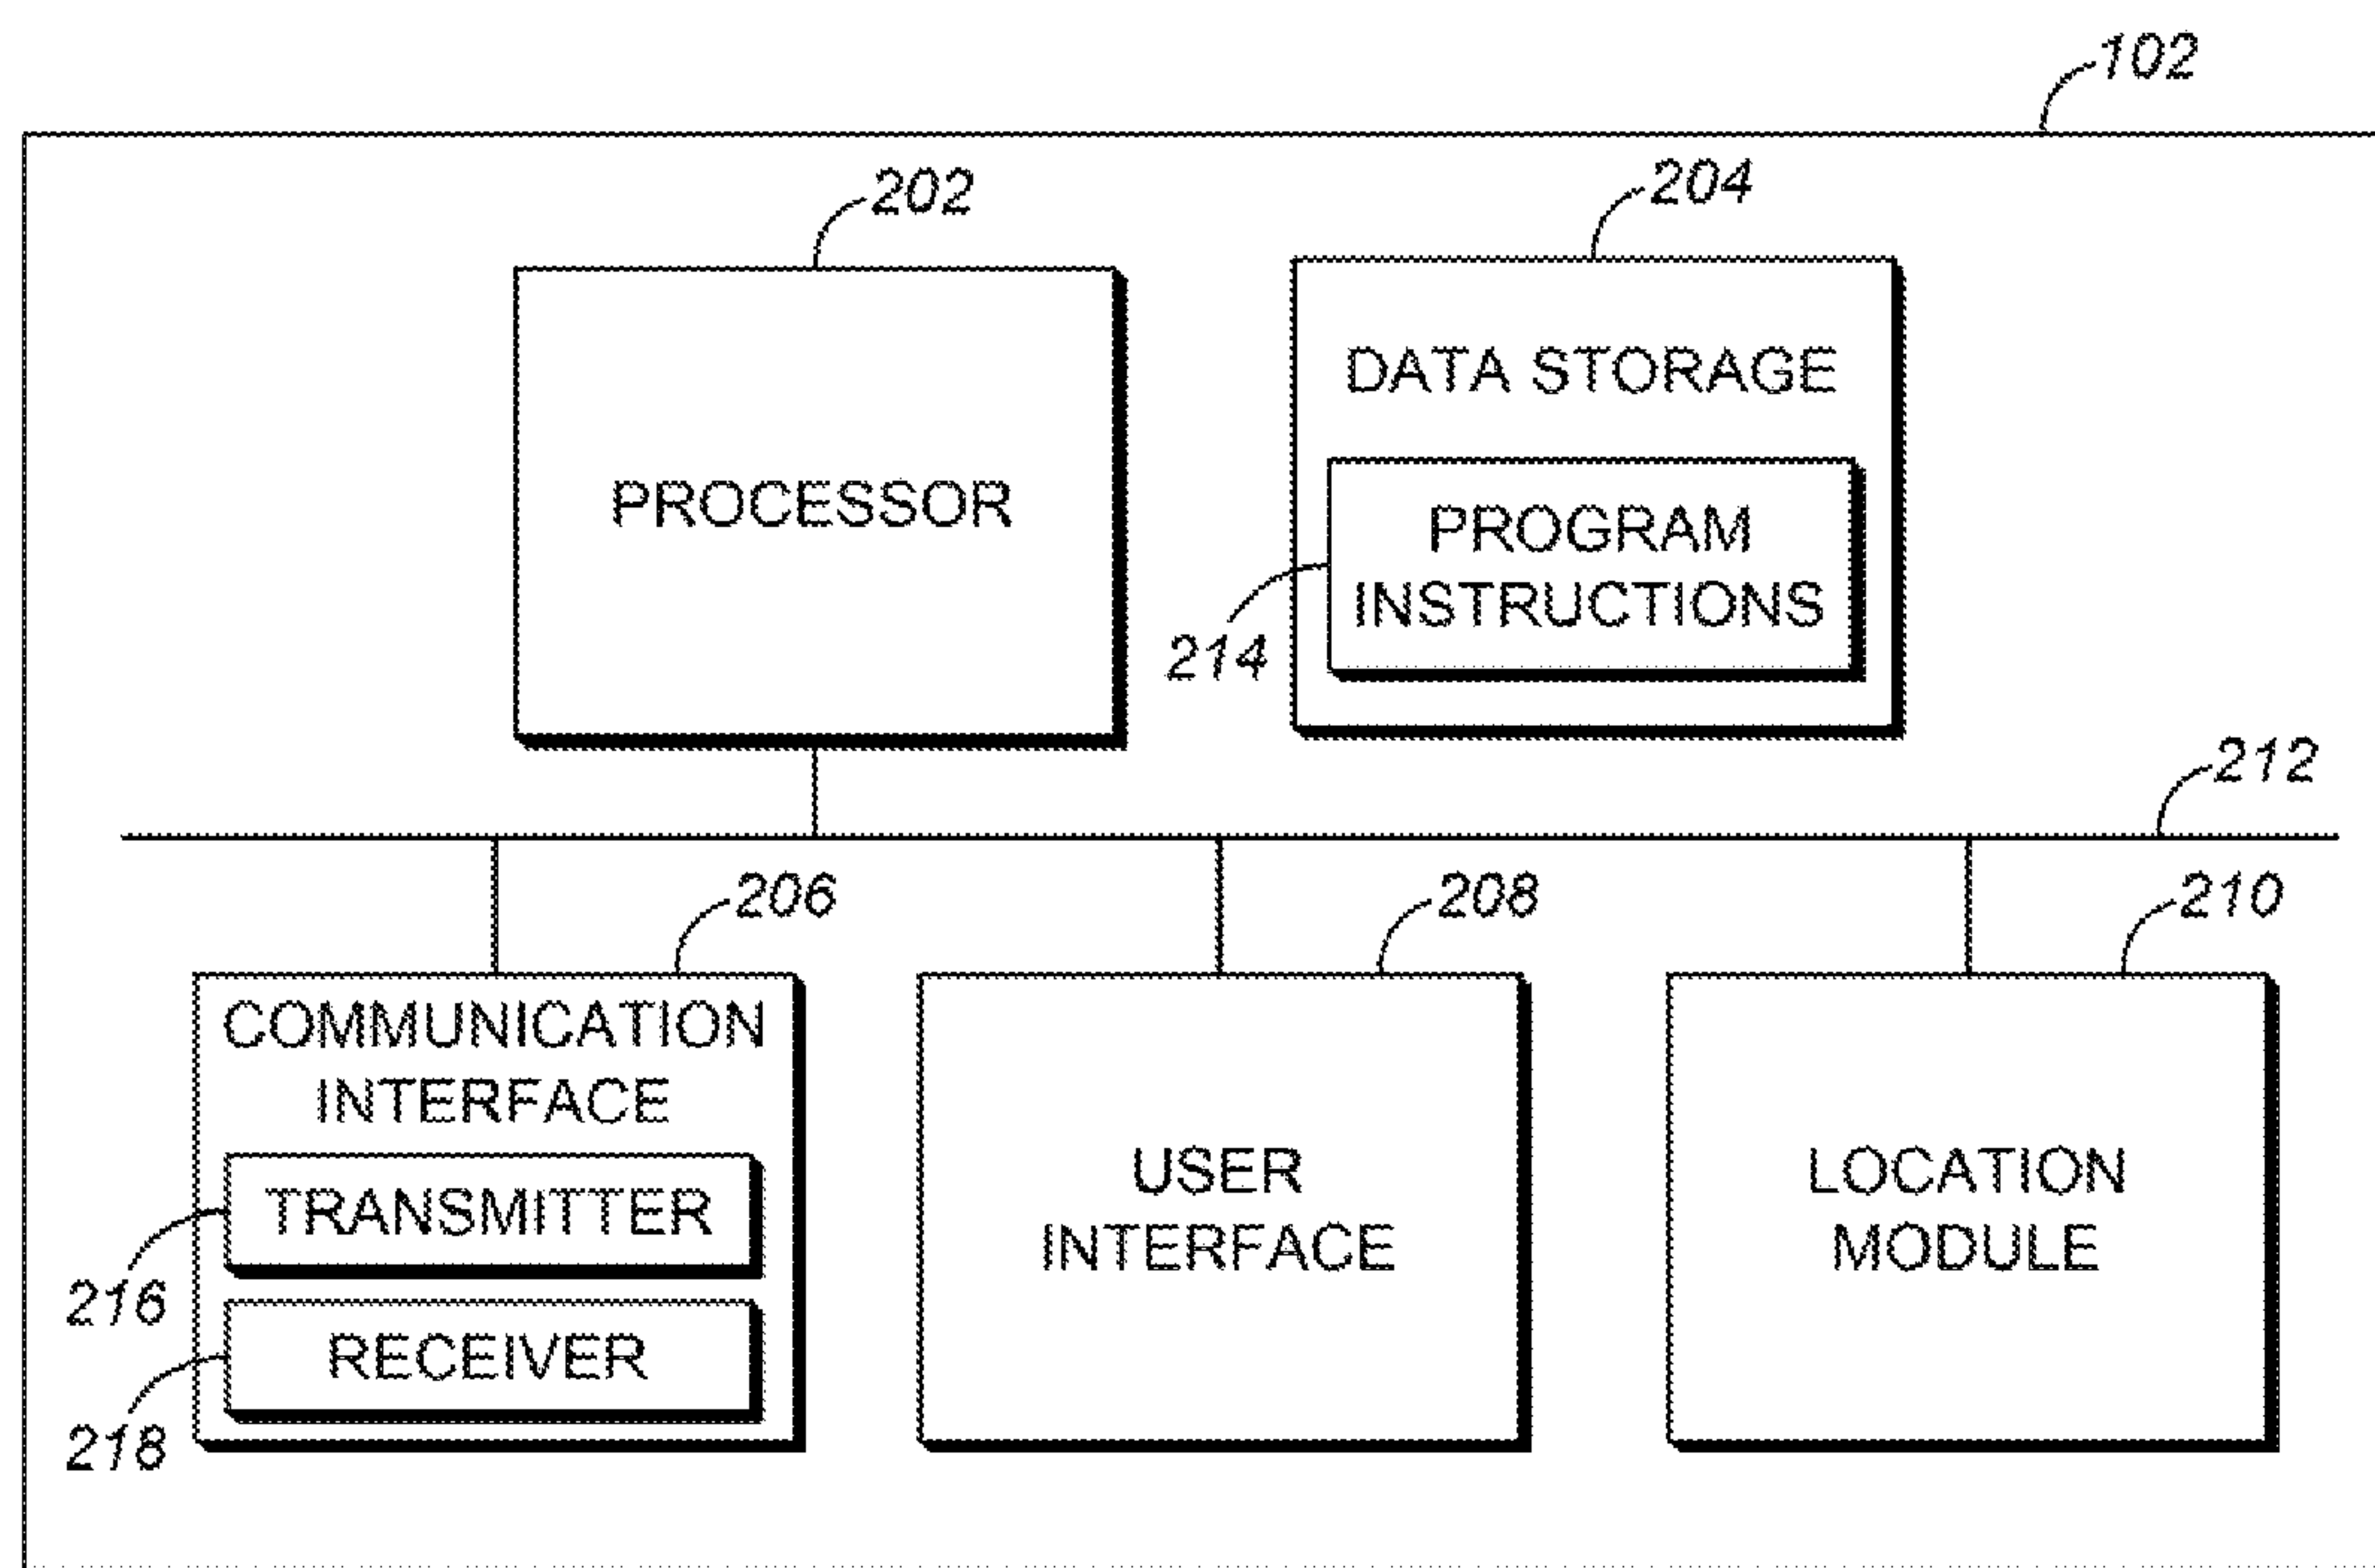 102
202
204
PROCESSOR
DATA STORAGE
PROGRAM
INSTRUCTIONS
214
212
206
208
210
COMMUNICATION
INTERFACE
TRANSMITTER
216
RECEIVER
218
USER
INTERFACE
LOCATION
MODULE